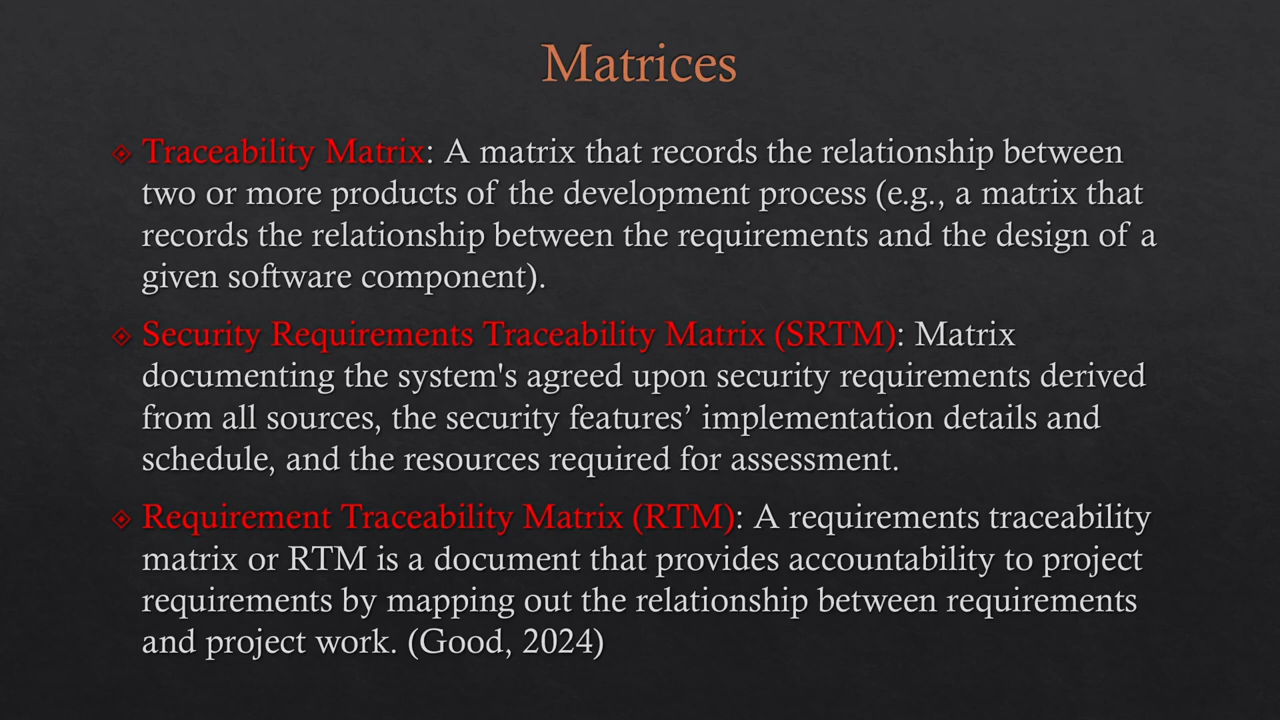 Matrices
Traceability Matrix: A matrix that records the relationship between
two or more products of the development process (e.g., a matrix that
records the relationship between the requirements and the design of a
given software component).
Security Requirements Traceability Matrix (SRTM): Matrix
documenting the system's agreed upon security requirements derived
from all sources, the security features’ implementation details and
schedule, and the resources required for assessment.
Requirement Traceability Matrix (RTM): A requirements traceability
matrix or RTM is a document that provides accountability to project
requirements by mapping out the relationship between requirements
and project work. (Good, 2024)